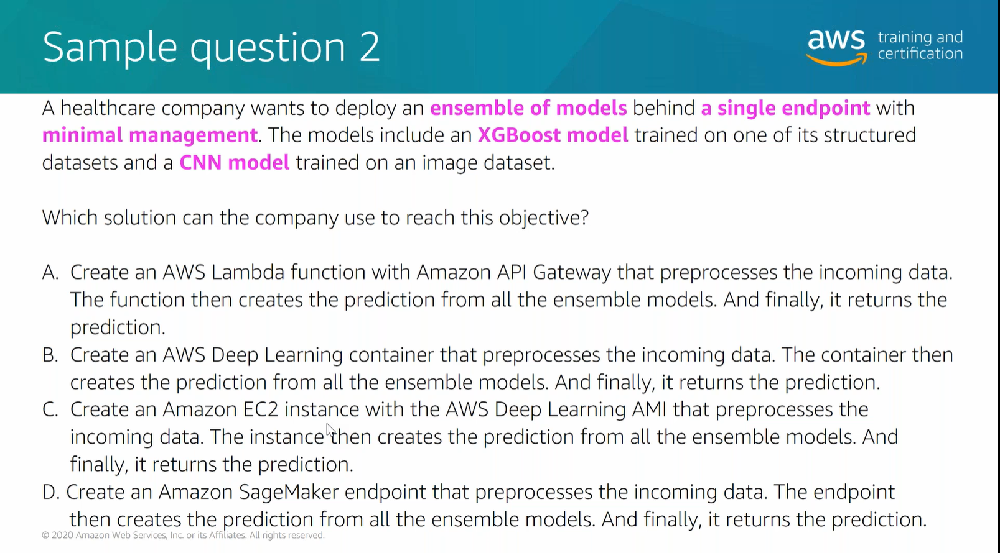 Sample question 2
aws training and
certification
A healthcare company wants to deploy an ensemble of models behind a single endpoint with
minimal management. The models include an XGBoost model trained on one of its structured
datasets and a CNN model trained on an image dataset.
Which solution can the company use to reach this objective?
A. Create an AWS Lambda function with Amazon API Gateway that preprocesses the incoming data.
The function then creates the prediction from all the ensemble models. And finally, it returns the
prediction.
B. Create an AWS Deep Learning container that preprocesses the incoming data. The container then
creates the prediction from all the ensemble models. And finally, it returns the prediction.
C. Create an Amazon EC2 instance with the AWS Deep Learning AMI that preprocesses the
incoming data. The instance then creates the prediction from all the ensemble models. And
finally, it returns the prediction.
D. Create an Amazon SageMaker endpoint that preprocesses the incoming data. The endpoint
then creates the prediction from all the ensemble models. And finally, it returns the prediction.
© 2020 Amazon Web Services, Inc. or its Affiliates. All rights reserved.